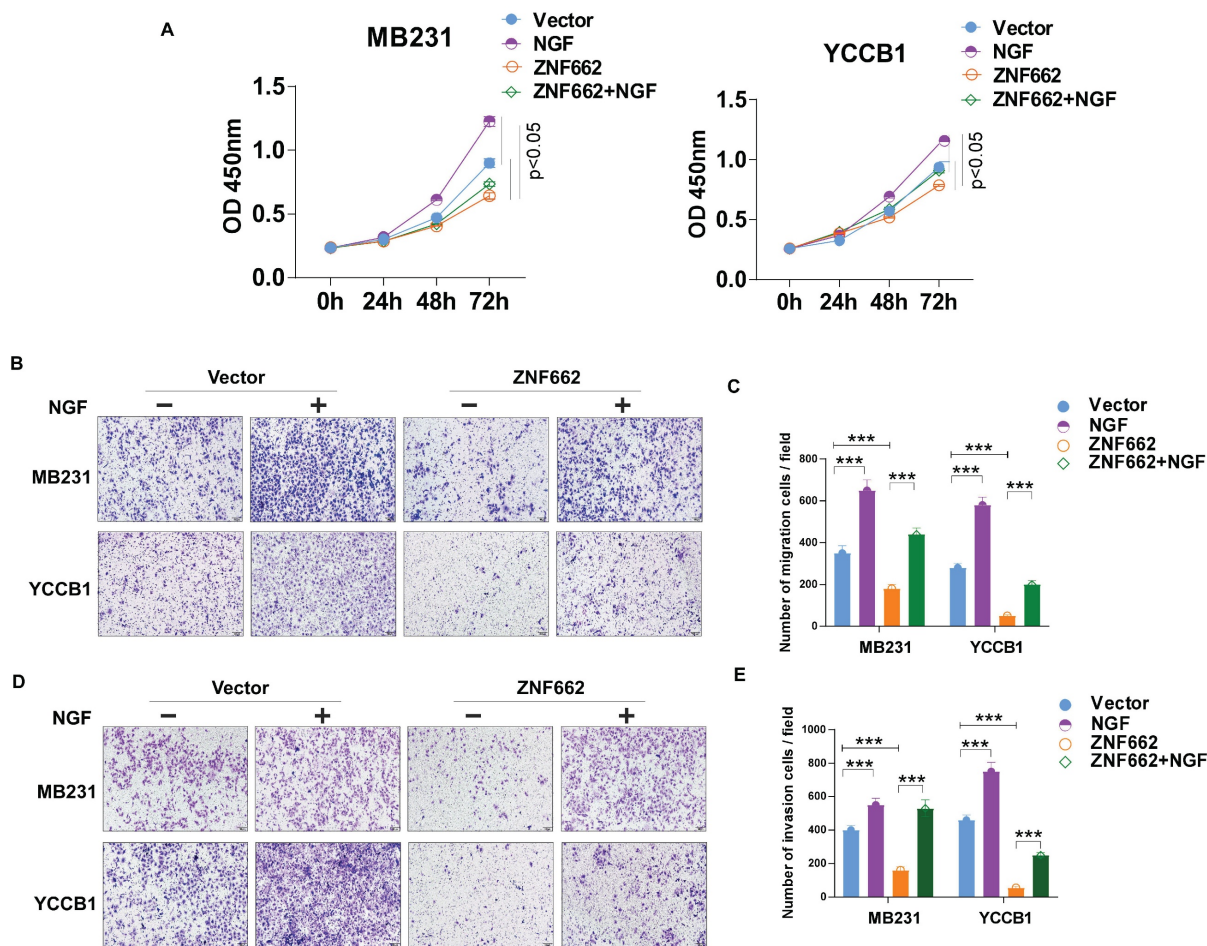 A
MB231
Vector
NGF
ZNF662
ZNF662+NGF
OD 450nm
1.5
1.0
0.5
0.0
0h 24h 48h 72h
p<0.05
YCCB1
Vector
NGF
ZNF662
ZNF662+NGF
OD 450nm
1.5
1.0
0.5
0.0
0h 24h 48h 72h
p<0.05
B
Vector ZNF662
NGF − + − +
MB231
YCCB1
C
Vector
NGF
ZNF662
ZNF662+NGF
Number of migration cells / field
800
600
400
200
0
*** *** ***
*** *** ***
MB231 YCCB1
D
Vector ZNF662
NGF − + − +
MB231
YCCB1
E
Vector
NGF
ZNF662
ZNF662+NGF
Number of invasion cells / field
1000
800
600
400
200
0
*** *** ***
*** *** ***
MB231 YCCB1